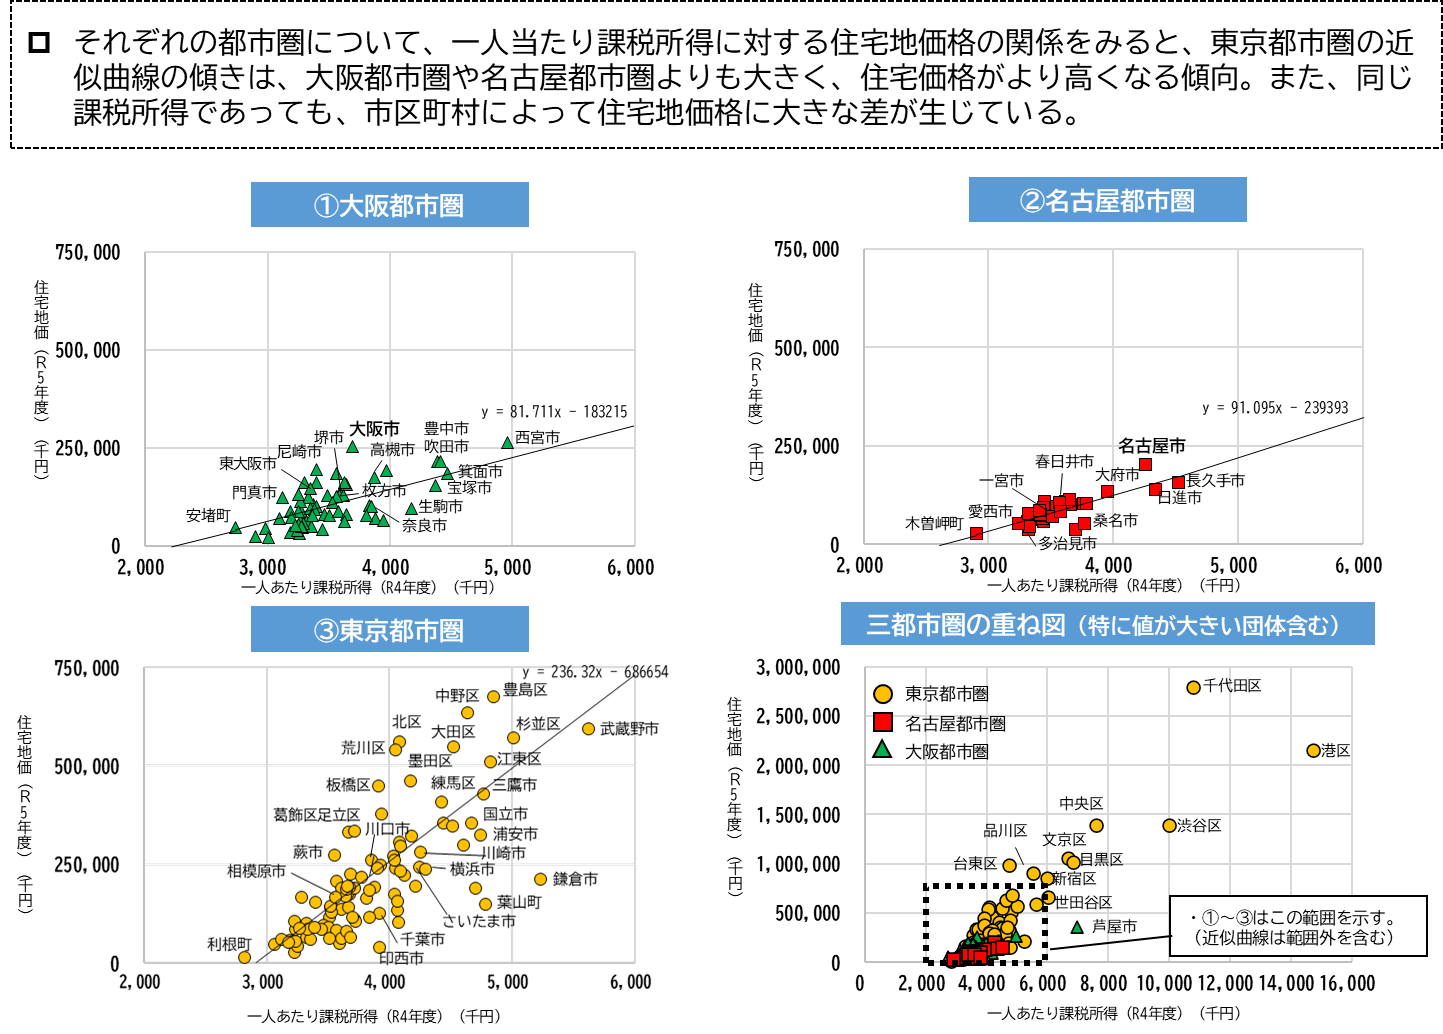 それぞれの都市圏について、一人当たり課税所得に対する住宅地価格の関係をみると、東京都市圏の近
似曲線の傾きは、大阪都市圏や名古屋都市圏よりも大きく、住宅価格がより高くなる傾向。また、同じ
課税所得であっても、市区町村によって住宅地価格に大きな差が生じている。
①大阪都市圏
750,000
500,000
250,000
0
住宅地価（R5年度）（千円）
y = 81.711x - 183215
大阪市
堺市
尼崎市
東大阪市
門真市
安堵町
高槻市
豊中市
吹田市
西宮市
箕面市
宝塚市
枚方市
生駒市
奈良市
2,000
3,000
4,000
5,000
6,000
一人あたり課税所得（R4年度）（千円）
②名古屋都市圏
750,000
500,000
250,000
0
住宅地価（R5年度）（千円）
y = 91.095x - 239393
名古屋市
春日井市
大府市
一宮市
長久手市
日進市
愛西市
木曽岬町
桑名市
多治見市
2,000
3,000
4,000
5,000
6,000
一人あたり課税所得（R4年度）（千円）
③東京都市圏
750,000
500,000
250,000
0
住宅地価（R5年度）（千円）
y = 236.32x - 686654
豊島区
中野区
杉並区
武蔵野市
北区
大田区
荒川区
墨田区
江東区
板橋区
練馬区
三鷹市
葛飾区足立区
川口市
国立市
浦安市
蕨市
川崎市
相模原市
横浜市
鎌倉市
葉山町
さいたま市
利根町
千葉市
印西市
2,000
3,000
4,000
5,000
6,000
一人あたり課税所得（R4年度）（千円）
三都市圏の重ね図（特に値が大きい団体含む）
3,000,000
2,500,000
2,000,000
1,500,000
1,000,000
500,000
0
住宅地価（R5年度）（千円）
東京都市圏
名古屋都市圏
大阪都市圏
千代田区
港区
中央区
渋谷区
品川区
文京区
台東区
目黒区
新宿区
世田谷区
芦屋市
・①～③はこの範囲を示す。
（近似曲線は範囲外を含む）
0
2,000
4,000
6,000
8,000
10,000
12,000
14,000
16,000
一人あたり課税所得（R4年度）（千円）